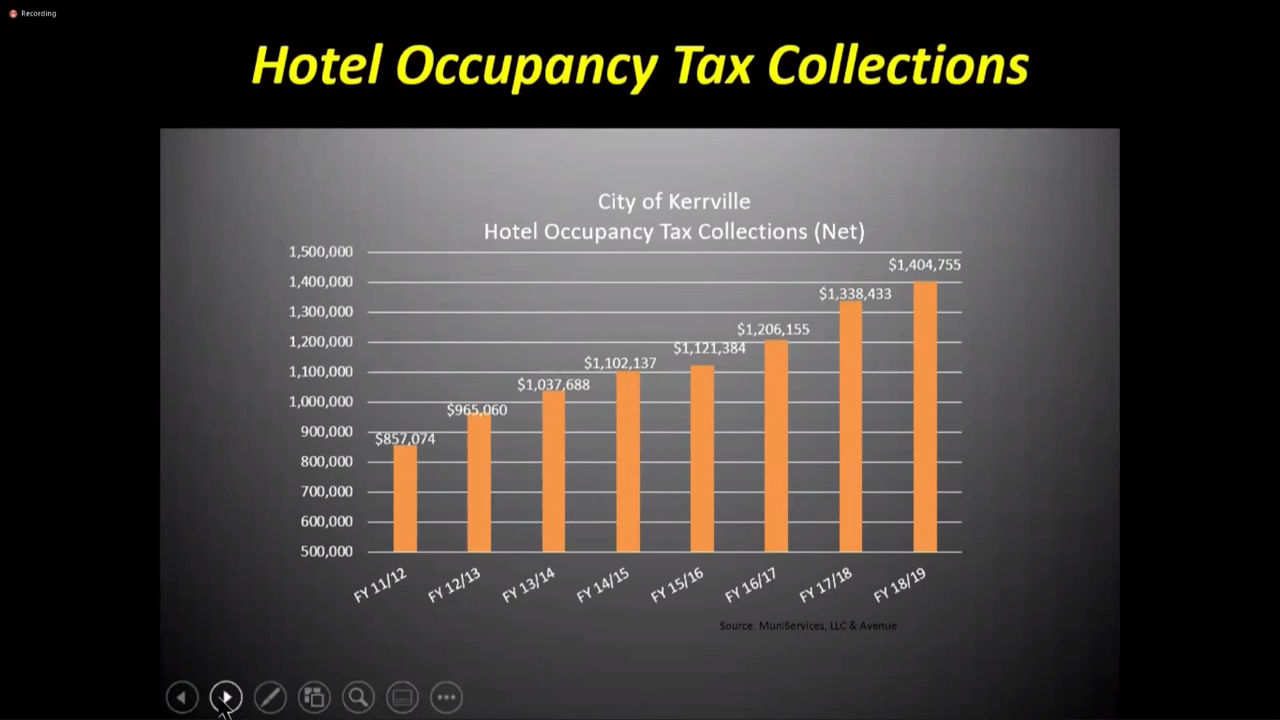 Recording
Hotel Occupancy Tax Collections
City of Kerrville
Hotel Occupancy Tax Collections (Net)
1,500,000
1,400,000
1,300,000
1,200,000
1,100,000
1,000,000
900,000
800,000
700,000
600,000
500,000
$857,074
$965,060
$1,037,688
$1,102,137
$1,121,384
$1,206,155
$1,338,433
$1,404,755
FY 11/12
FY 12/13
FY 13/14
FY 14/15
FY 15/16
FY 16/17
FY 17/18
FY 18/19
Source: MuniServices, LLC & Avenue